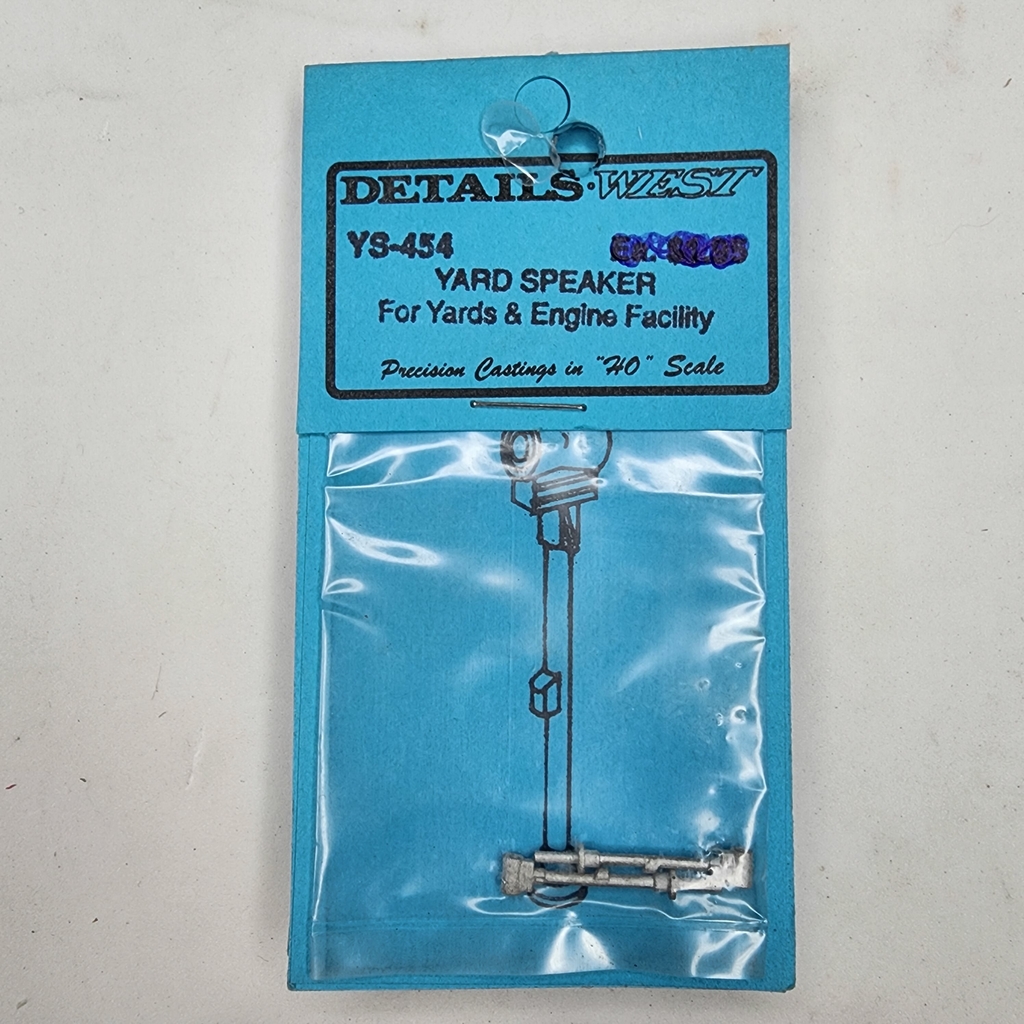 DETAILS·WEST
YS-454
YARD SPEAKER
For Yards & Engine Facility
Precision Castings in "HO" Scale